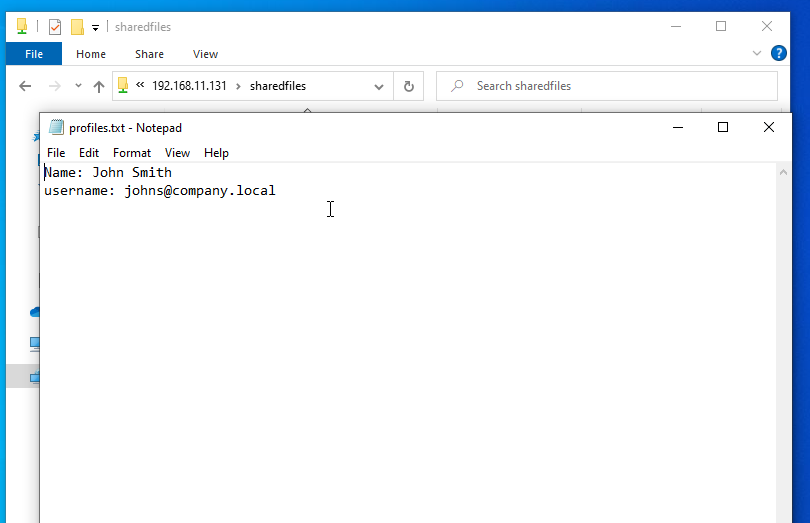 sharedfiles
File Home Share View
192.168.11.131 sharedfiles Search sharedfiles
profiles.txt - Notepad
File Edit Format View Help
Name: John Smith
username: johns@company.local